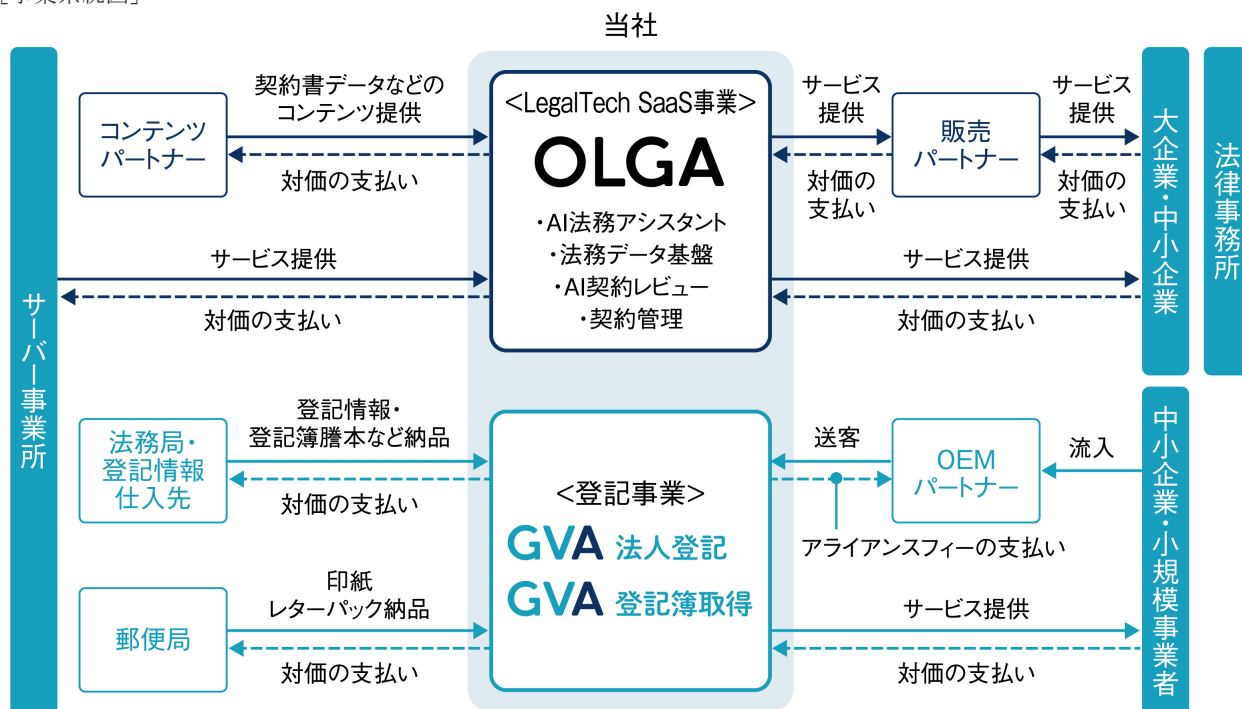 [事業系統図]
当社
サーバー事業所
コンテンツ
パートナー
契約書データなどの
コンテンツ提供
対価の支払い
サービス提供
対価の支払い
<LegalTech SaaS事業>
OLGA
・AI法務アシスタント
・法務データ基盤
・AI契約レビュー
・契約管理
サービス
提供
対価の
支払い
販売
パートナー
サービス
提供
対価の
支払い
サービス提供
対価の支払い
大企業・中小企業
法律事務所
法務局・
登記情報
仕入先
登記情報・
登記簿謄本など納品
対価の支払い
郵便局
印紙
レターパック納品
対価の支払い
<登記事業>
GVA 法人登記
GVA 登記簿取得
送客
OEM
パートナー
流入
アライアンスフィーの支払い
サービス提供
対価の支払い
中小企業・小規模事業者